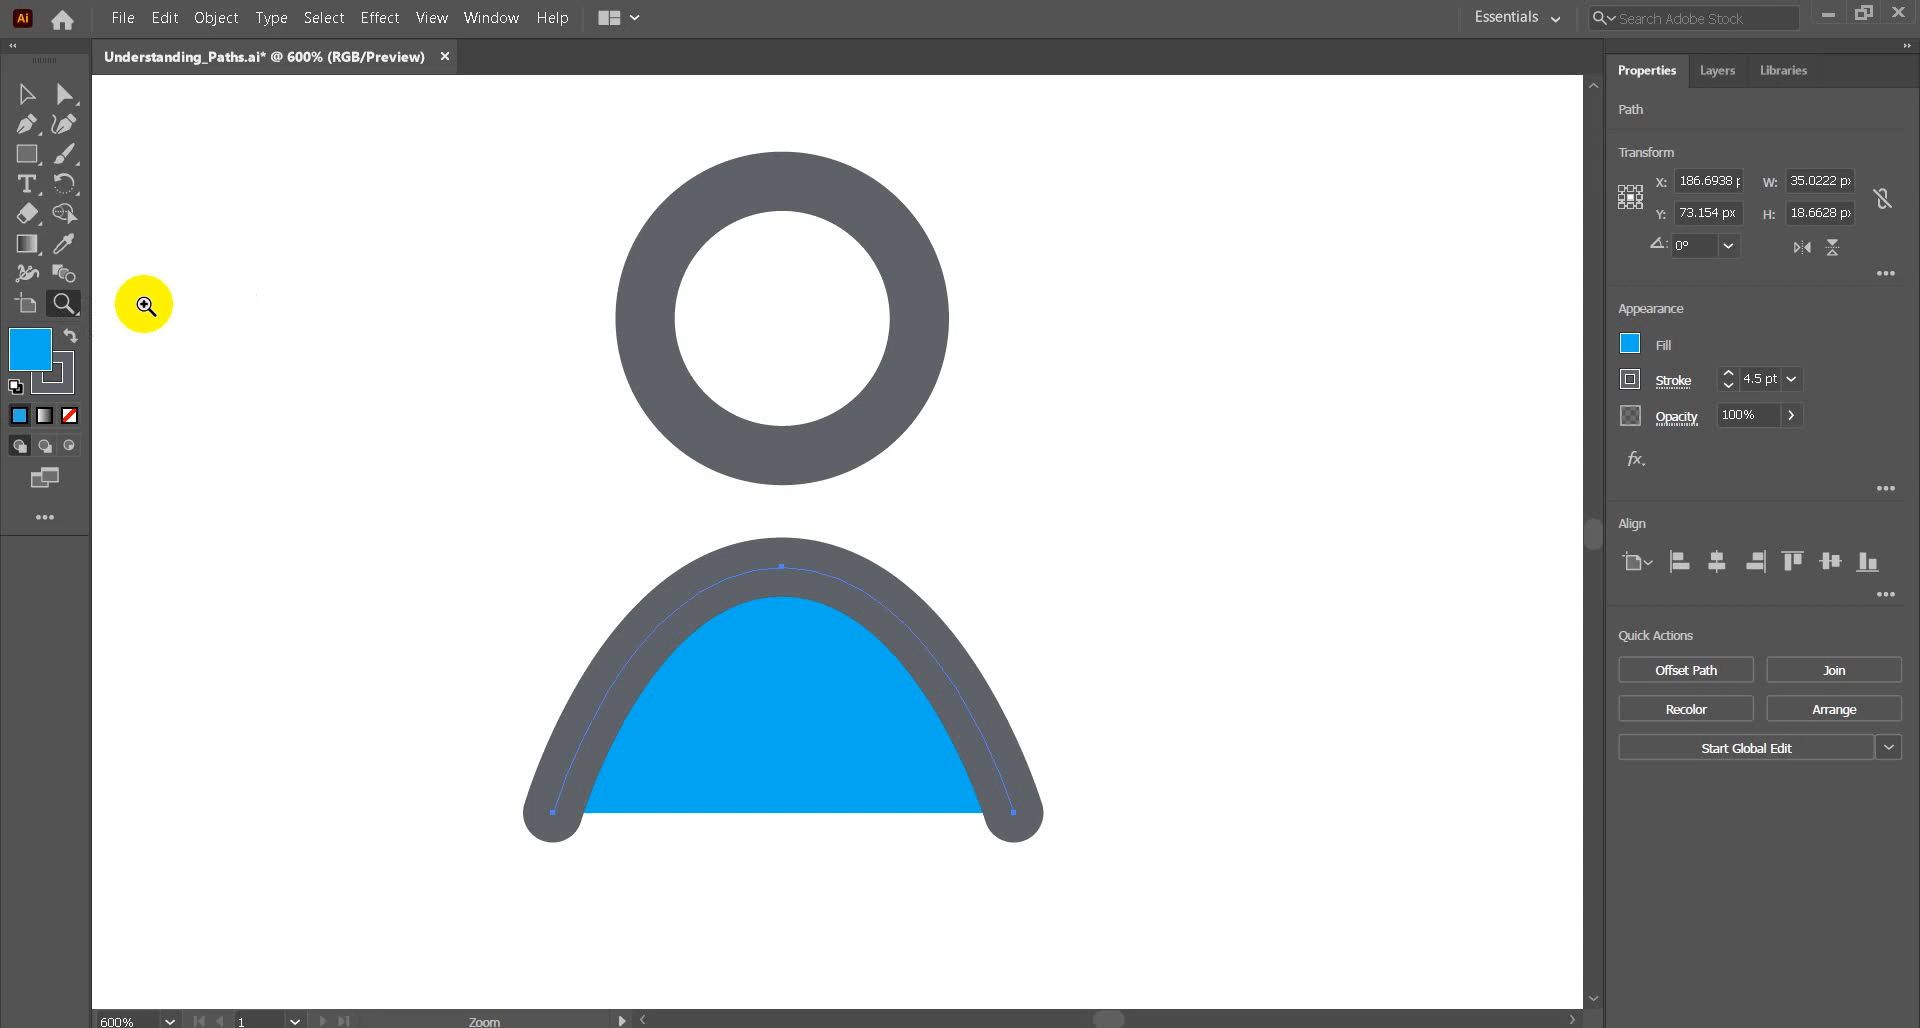 Ai File Edit Object Type Select Effect View Window Help Essentials Search Adobe Stock
Understanding_Paths.ai* @ 600% (RGB/Preview) ×
Properties Layers Libraries
Path
Transform
X: 186.6938 p W: 35.0222 px
Y: 73.154 px H: 18.6628 px
0°
Appearance
Fill
Stroke 4.5 pt
Opacity 100%
fx.
Align
Quick Actions
Offset Path Join
Recolor Arrange
Start Global Edit
600% 1 Zoom